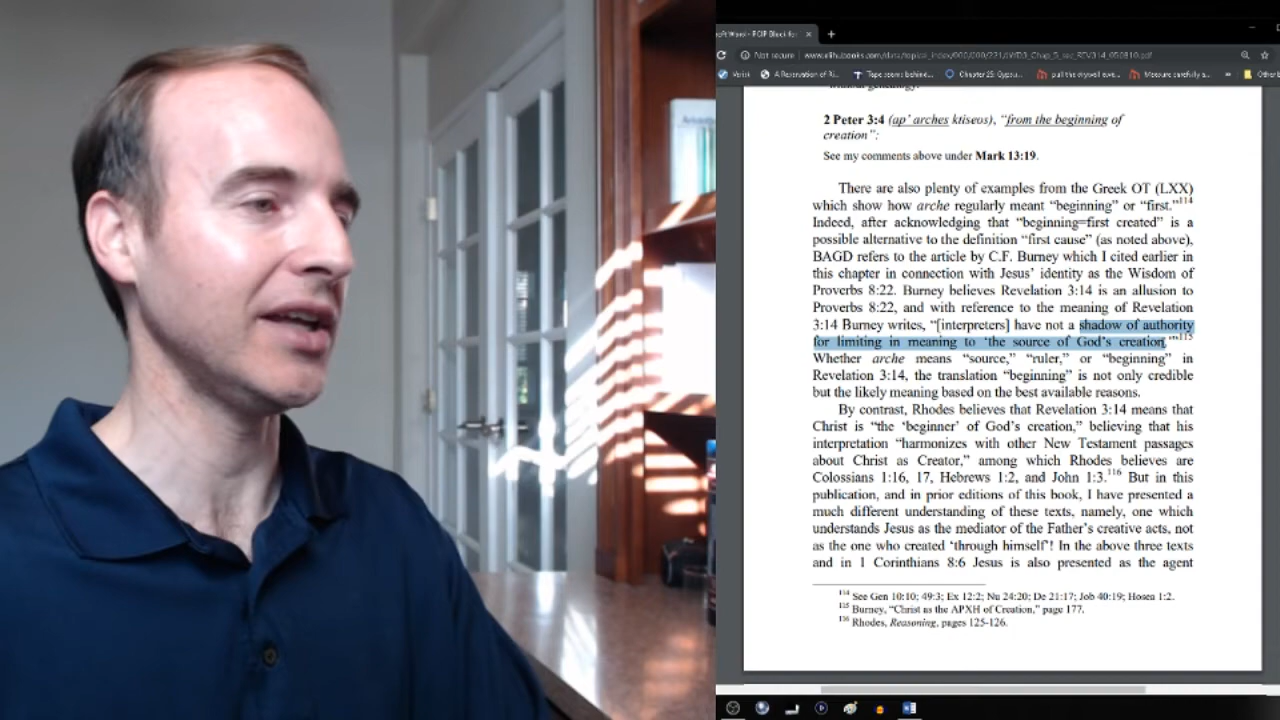 Not secure
2 Peter 3:4 (ap' arches ktiseos), "from the beginning of
creation":
See my comments above under Mark 13:19.
There are also plenty of examples from the Greek OT (LXX)
which show how arche regularly meant "beginning" or "first."114
Indeed, after acknowledging that "beginning=first created" is a
possible alternative to the definition "first cause" (as noted above),
BAGD refers to the article by C.F. Burney which I cited earlier in
this chapter in connection with Jesus' identity as the Wisdom of
Proverbs 8:22. Burney believes Revelation 3:14 is an allusion to
Proverbs 8:22, and with reference to the meaning of Revelation
3:14 Burney writes, "[interpreters] have not a shadow of authority
for limiting in meaning to 'the source of God's creation.'"115
Whether arche means "source," "ruler," or "beginning" in
Revelation 3:14, the translation "beginning" is not only credible
but the likely meaning based on the best available reasons.
By contrast, Rhodes believes that Revelation 3:14 means that
Christ is "the 'beginner' of God's creation," believing that his
interpretation "harmonizes with other New Testament passages
about Christ as Creator," among which Rhodes believes are
Colossians 1:16, 17, Hebrews 1:2, and John 1:3.116 But in this
publication, and in prior editions of this book, I have presented a
much different understanding of these texts, namely, one which
understands Jesus as the mediator of the Father's creative acts, not
as the one who created 'through himself'! In the above three texts
and in 1 Corinthians 8:6 Jesus is also presented as the agent
114 See Gen 10:10; 49:3; Ex 12:2; Nu 24:20; De 21:17; Job 40:19; Hosea 1:2.
115 Burney, "Christ as the APXH of Creation," page 177.
116 Rhodes, Reasoning, pages 125-126.